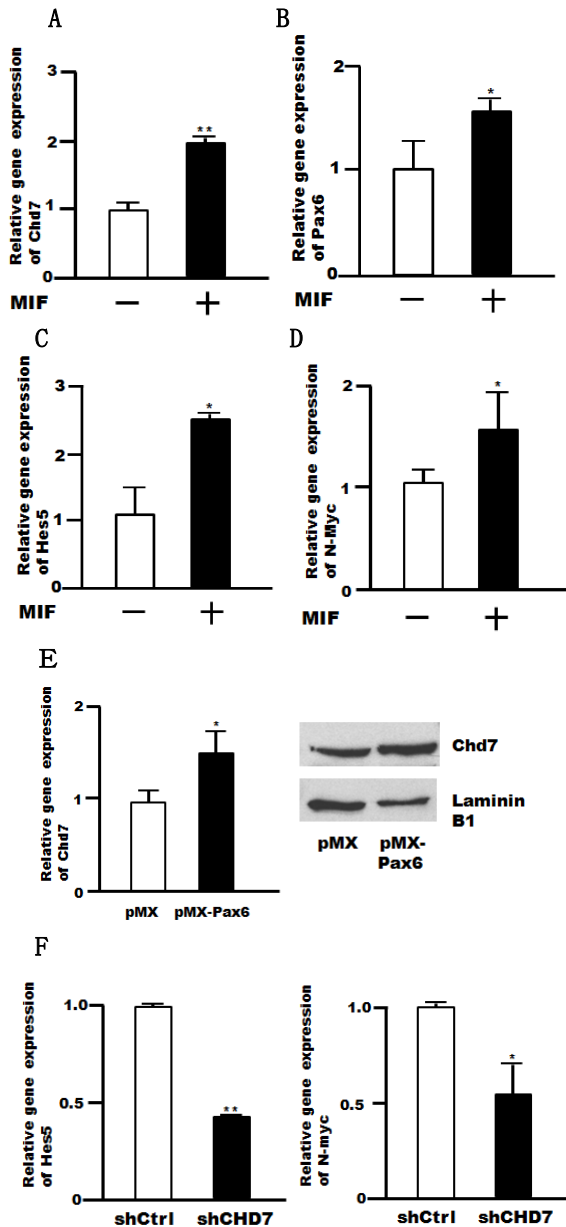 A
Relative gene expression
of Chd7
3
2
1
0
**
MIF
—
+
B
Relative gene expression
of Pax6
2
1
0
*
—
+
C
Relative gene expression
of Hes5
3
2
1
0
*
MIF
—
+
D
Relative gene expression
of N-Myc
2
1
0
*
MIF
—
+
E
Relative gene expression
of Chd7
2
1
0
*
pMX
pMX-Pax6
Chd7
Laminin
B1
pMX
pMX-
Pax6
F
Relative gene expression
of Hes5
1.0
0.5
0
**
shCtrl
shCHD7
Relative gene expression
of N-myc
1.0
0.5
0
*
shCtrl
shCHD7